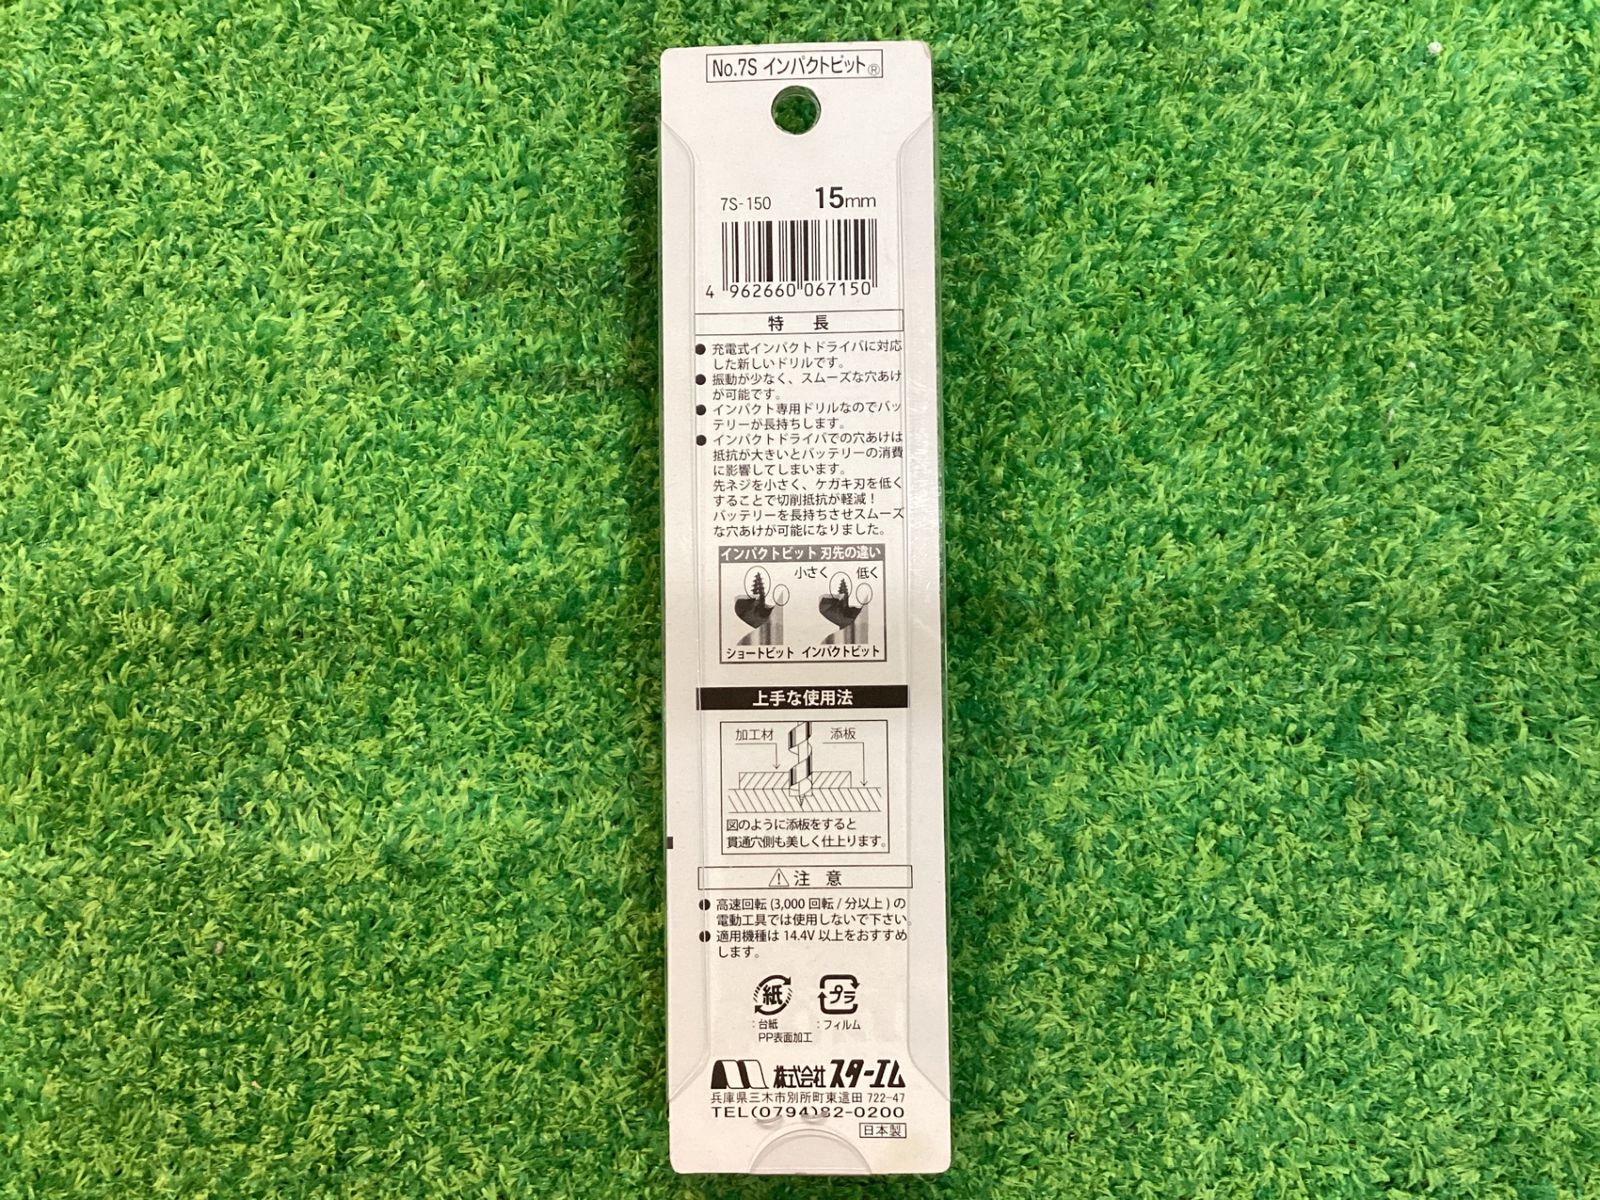 No.7S インパクトビット®
7S-150 15mm
4 962660 067150
特 長
● 充電式インパクトドライバに対応
した新しいドリルです。
● 振動が少なく、スムーズな穴あけ
が可能です。
● インパクト専用ドリルなのでバッ
テリーが長持ちします。
● インパクトドライバでの穴あけは
抵抗が大きいとバッテリーの消費
に影響してしまいます。
先ネジを小さく、ケガキ刃を低く
することで切削抵抗が軽減！
バッテリーを長持ちさせスムーズ
な穴あけが可能になりました。
インパクトビット 刃先の違い
小さく 低く
ショートビット インパクトビット
上手な使用法
加工材 添板
図のように添板をすると
貫通穴側も美しく仕上ります。
⚠注 意
● 高速回転(3,000回転/分以上)の
電動工具では使用しないで下さい。
● 適用機種は14.4V以上をおすすめ
します。
紙 プラ
：台紙 ：フィルム
PP表面加工
株式会社スターエム
兵庫県三木市別所町東這田 722-47
TEL(0794)82-0200
日本製